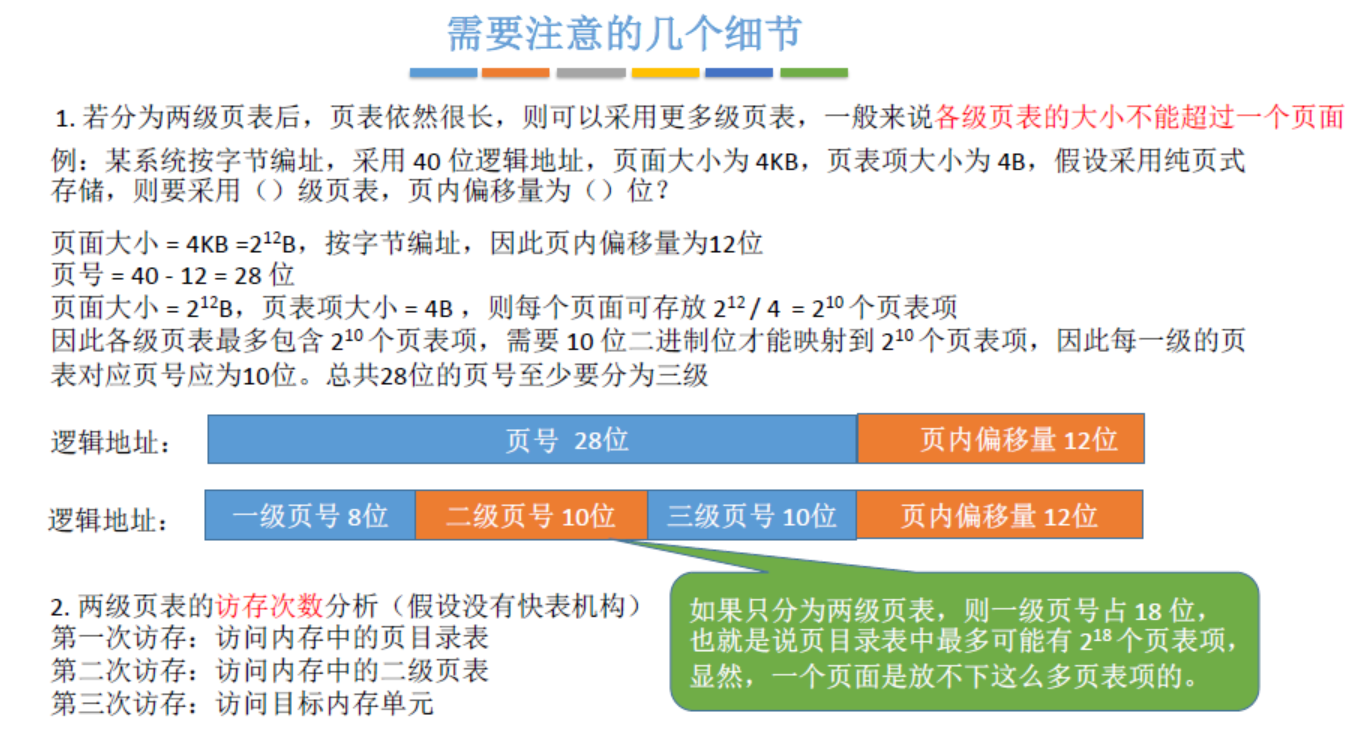 需要注意的几个细节
1. 若分为两级页表后，页表依然很长，则可以采用更多级页表，一般来说各级页表的大小不能超过一个页面
例：某系统按字节编址，采用 40 位逻辑地址，页面大小为 4KB，页表项大小为 4B，假设采用纯页式
存储，则要采用（）级页表，页内偏移量为（）位？
页面大小 = 4KB =2¹²B，按字节编址，因此页内偏移量为12位
页号 = 40 - 12 = 28 位
页面大小 = 2¹²B，页表项大小 = 4B ，则每个页面可存放 2¹² / 4 = 2¹⁰ 个页表项
因此各级页表最多包含 2¹⁰ 个页表项，需要 10 位二进制位才能映射到 2¹⁰ 个页表项，因此每一级的页
表对应页号应为10位。总共28位的页号至少要分为三级
逻辑地址： 页号 28位 页内偏移量 12位
逻辑地址： 一级页号 8位 二级页号 10位 三级页号 10位 页内偏移量 12位
2. 两级页表的访存次数分析（假设没有快表机构）
第一次访存：访问内存中的页目录表
第二次访存：访问内存中的二级页表
第三次访存：访问目标内存单元
如果只分为两级页表，则一级页号占 18 位，
也就是说页目录表中最多可能有 2¹⁸ 个页表项，
显然，一个页面是放不下这么多页表项的。